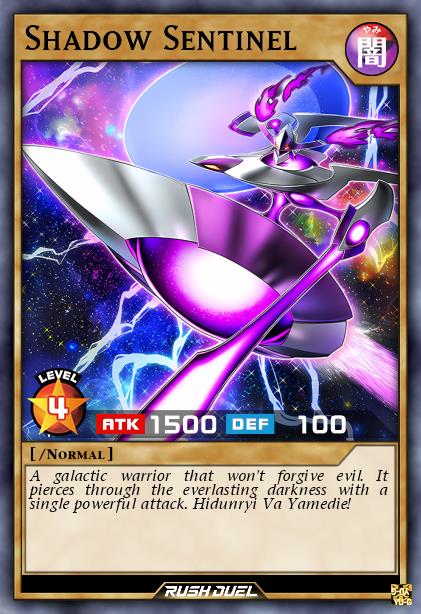 SHADOW SENTINEL
やみ
闇
LEVEL
4
ATK 1500 DEF 100
[/NORMAL]
A galactic warrior that won't forgive evil. It
pierces through the everlasting darkness with a
single powerful attack. Hidunryi Va Yamedie!
RUSH DUEL